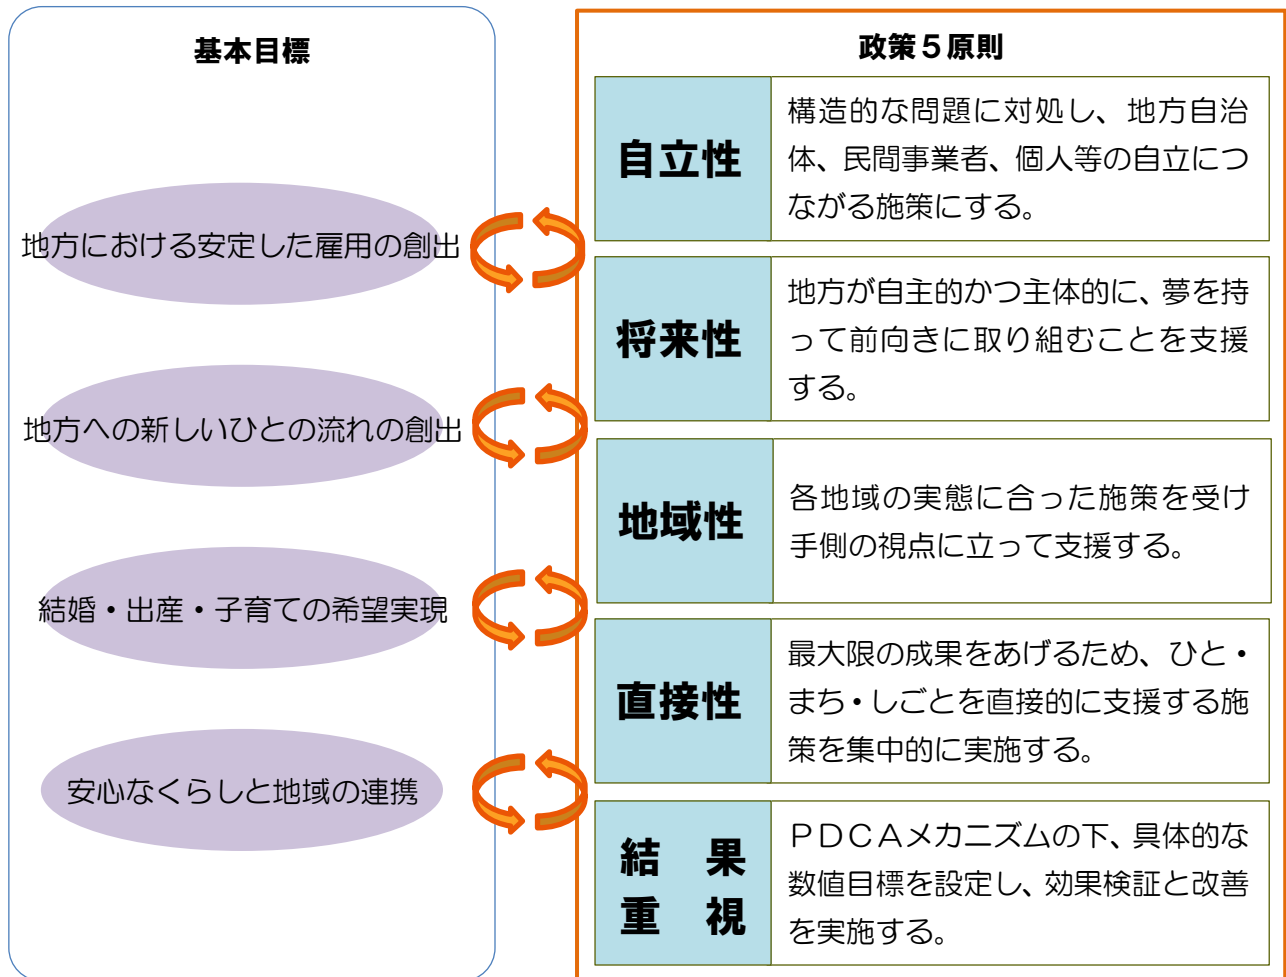 基本目標
地方における安定した雇用の創出
地方への新しいひとの流れの創出
結婚・出産・子育ての希望実現
安心なくらしと地域の連携
政策５原則
自立性
構造的な問題に対処し、地方自治
体、民間事業者、個人等の自立につ
ながる施策にする。
将来性
地方が自主的かつ主体的に、夢を持
って前向きに取り組むことを支援
する。
地域性
各地域の実態に合った施策を受け
手側の視点に立って支援する。
直接性
最大限の成果をあげるため、ひと・
まち・しごとを直接的に支援する施
策を集中的に実施する。
結　果
重　視
ＰＤＣＡメカニズムの下、具体的な
数値目標を設定し、効果検証と改善
を実施する。